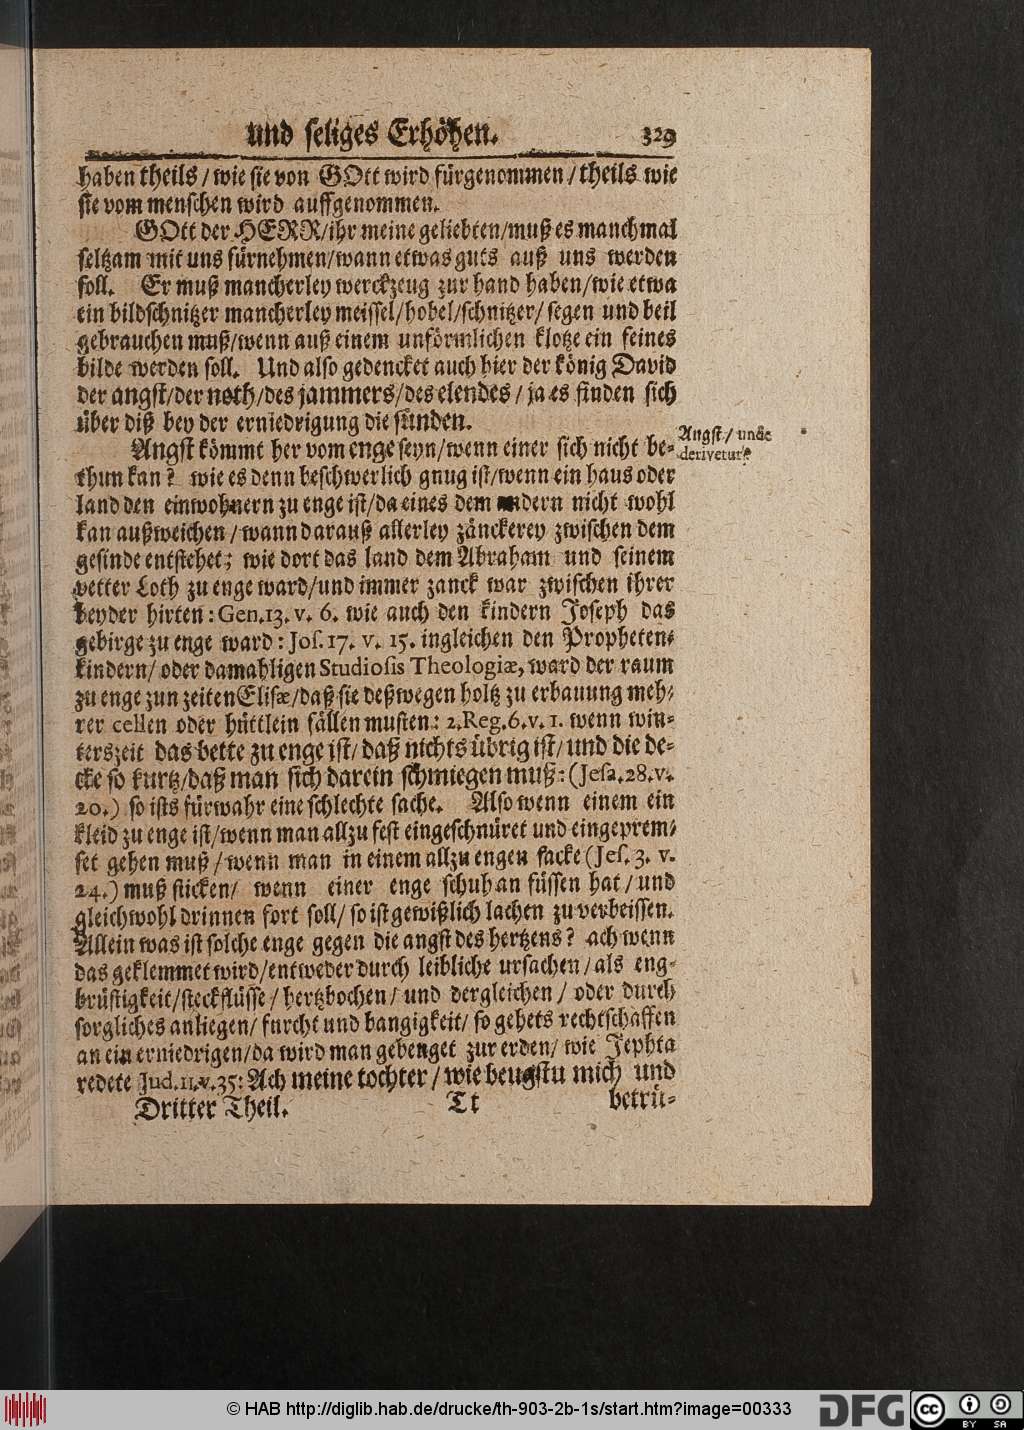 und seliges Erhöhen. 329
haben theils / wie sie von GOtt wird fürgenommen / theils wie
sie vom menschen wird auffgenommen.
GOtt der HERR / ihr meine geliebten / muß es manchmal
seltzam mit uns fürnehmen / wann etwas guts auß uns werden
soll. Er muß mancherley werckzeug zur hand haben / wie etwa
ein bildschnitzer mancherley meissel / hobel / schnitzer / segen und beil
gebrauchen muß / wenn auß einem unförmlichen klotze ein feines
bilde werden soll. Und also gedencket auch hier der könig David
der angst / der noth / des jammers / des elendes / ja es finden sich
über diß bey der erniedrigung die sünden.
Angst kömmt her vom enge seyn / wenn einer sich nicht be-
thun kan? wie es denn beschwerlich gnug ist / wenn ein haus oder
land den einwohnern zu enge ist / da eines dem andern nicht wohl
kan außweichen / wann darauß allerley zänckerey zwischen dem
gesinde entstehet; wie dort das land dem Abraham und seinem
vetter Loth zu enge ward / und immer zanck war zwischen ihrer
beyder hirten: Gen. 13. v. 6. wie auch den kindern Joseph das
gebirge zu enge ward: Jos. 17. v. 15. ingleichen den Propheten-
kindern / oder damahligen Studiosis Theologiæ, ward der raum
zu enge zun zeiten Elisæ / daß sie deßwegen holtz zu erbauung meh-
rer cellen oder hüttlein fällen musten: 2. Reg. 6. v. 1. wenn win-
terszeit das bette zu enge ist / daß nichts übrig ist / und die de-
cke so kurtz / daß man sich darein schmiegen muß: (Jesa. 28. v.
20.) so ists fürwahr eine schlechte sache. Also wenn einem ein
kleid zu enge ist / wenn man allzu fest eingeschnüret und eingeprem-
set gehen muß / wenn man in einem allzu engen sacke (Jes. 3. v.
24.) muß sticken / wenn einer enge schuh an füssen hat / und
gleichwohl drinnen fort soll / so ist gewißlich lachen zu verbeissen.
Allein was ist solche enge gegen die angst des hertzens? ach wenn
das geklemmet wird / entweder durch leibliche ursachen / als eng-
brüstigkeit / steckflüsse / hertzbochen / und dergleichen / oder durch
sorgliches anliegen / furcht und bangigkeit / so gehets rechtschaffen
an ein erniedrigen / da wird man gebeuget zur erden / wie Jephta
redete Jud. 11. v. 35: Ach meine tochter / wie beugstu mich und
Dritter Theil. Tt betrü-
Angst / unde
derivetur?
© HAB http://diglib.hab.de/drucke/th-903-2b-1s/start.htm?image=00333
DFG
cc BY SA